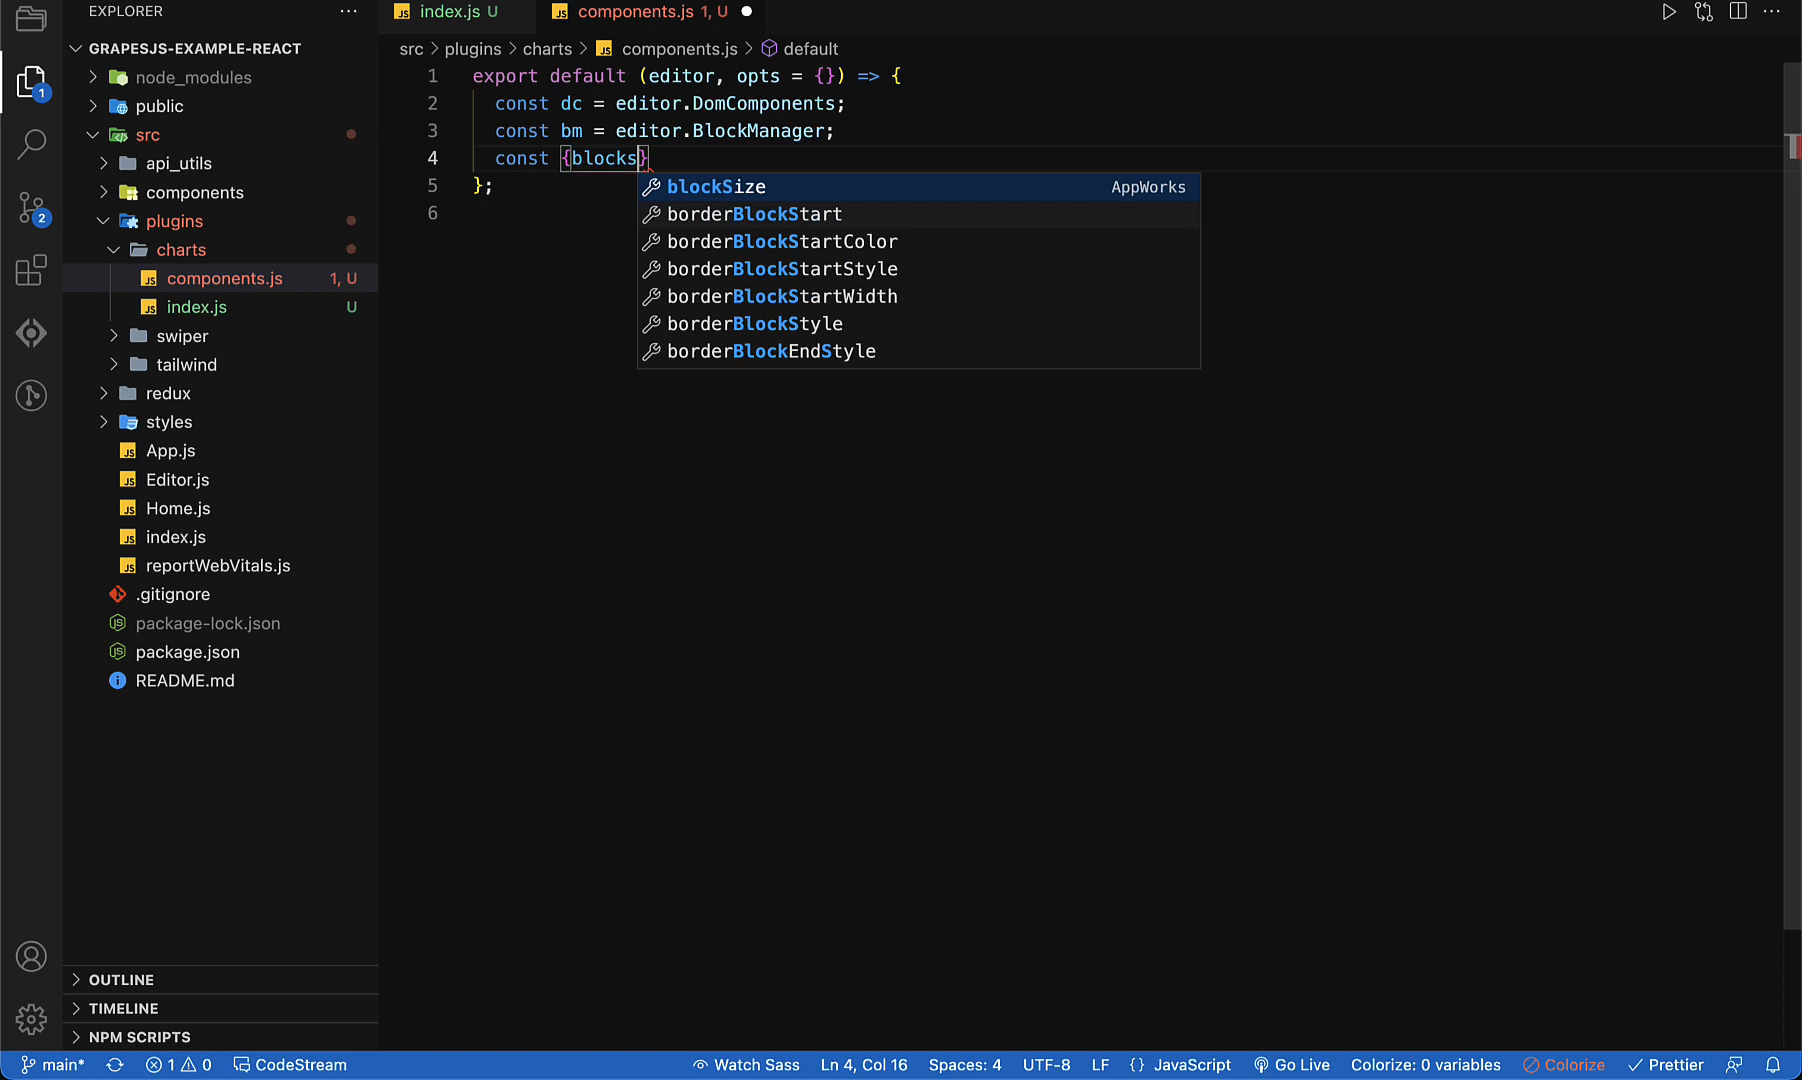 EXPLORER
GRAPESJS-EXAMPLE-REACT
node_modules
public
src
api_utils
components
plugins
charts
components.js 1, U
index.js U
swiper
tailwind
redux
styles
App.js
Editor.js
Home.js
index.js
reportWebVitals.js
.gitignore
package-lock.json
package.json
README.md
OUTLINE
TIMELINE
NPM SCRIPTS
1
2
index.js U
components.js 1, U
src > plugins > charts > components.js > default
1 export default (editor, opts = {}) => {
2 const dc = editor.DomComponents;
3 const bm = editor.BlockManager;
4 const {blocks}
5 };
6
blockSize AppWorks
borderBlockStart
borderBlockStartColor
borderBlockStartStyle
borderBlockStartWidth
borderBlockStyle
borderBlockEndStyle
main* 1 0 CodeStream Watch Sass Ln 4, Col 16 Spaces: 4 UTF-8 LF {} JavaScript Go Live Colorize: 0 variables Colorize Prettier